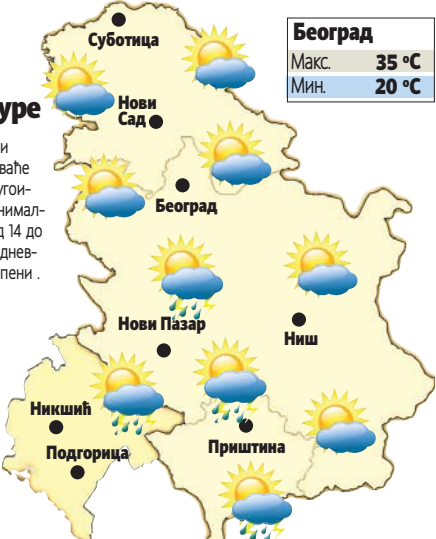 Суботица
Београд
Макс. 35 °C
Мин. 20 °C
Нови
Сад
Београд
Нови Пазар
Ниш
Никшић
Подгорица
Приштина
уре
и
ваће
угои-
нимал-
д 14 до
днев-
пени .